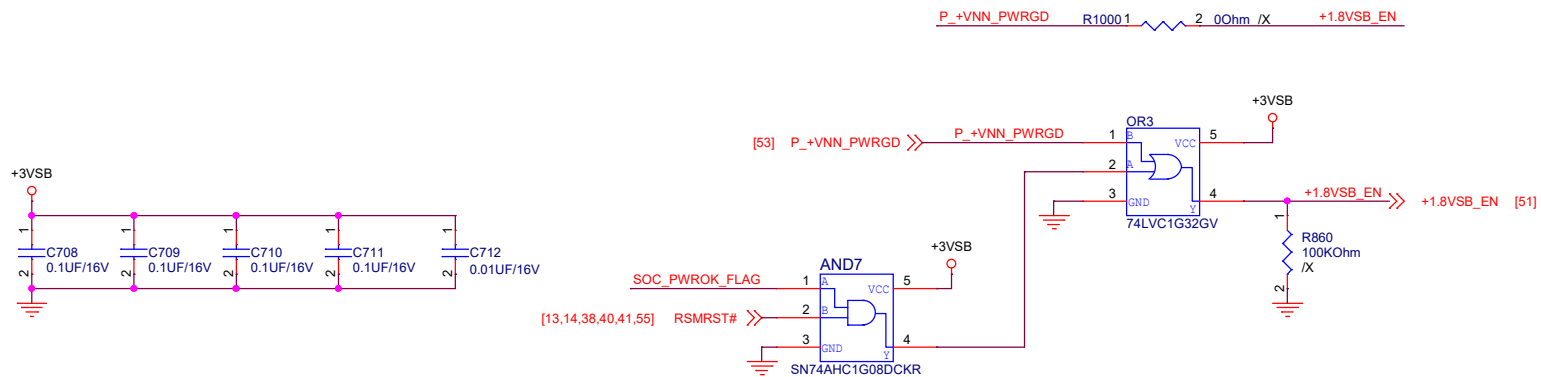 P_+VNN_PWRGD R1000 1 2 0Ohm /X +1.8VSB_EN
+3VSB
OR3
[53] P_+VNN_PWRGD P_+VNN_PWRGD 1 B VCC 5
2 A
3 GND Y 4 +1.8VSB_EN +1.8VSB_EN [51]
74LVC1G32GV
1
R860
100KOhm
/X
2
+3VSB
1 1 1 1 1
C708 C709 C710 C711 C712
0.1UF/16V 0.1UF/16V 0.1UF/16V 0.1UF/16V 0.01UF/16V
2 2 2 2 2
+3VSB
AND7
SOC_PWROK_FLAG 1 A VCC 5
[13,14,38,40,41,55] RSMRST# 2 B
3 GND Y 4
SN74AHC1G08DCKR